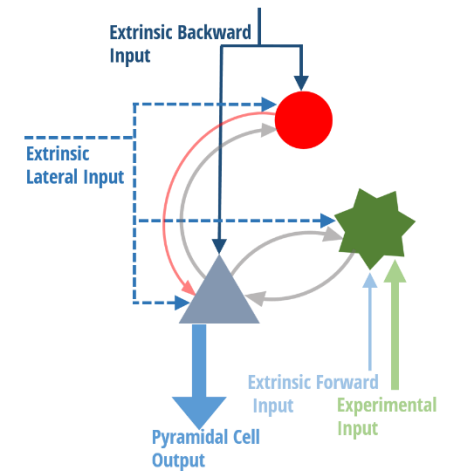 Extrinsic Backward
Input
Extrinsic
Lateral Input
Extrinsic Forward
Input
Experimental
Input
Pyramidal Cell
Output